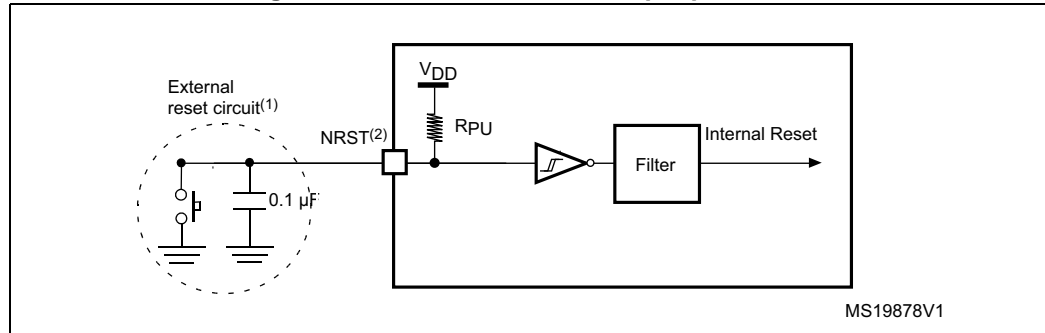 External
reset circuit(1)
VDD
RPU
NRST(2)
0.1 µF
Filter
Internal Reset
MS19878V1